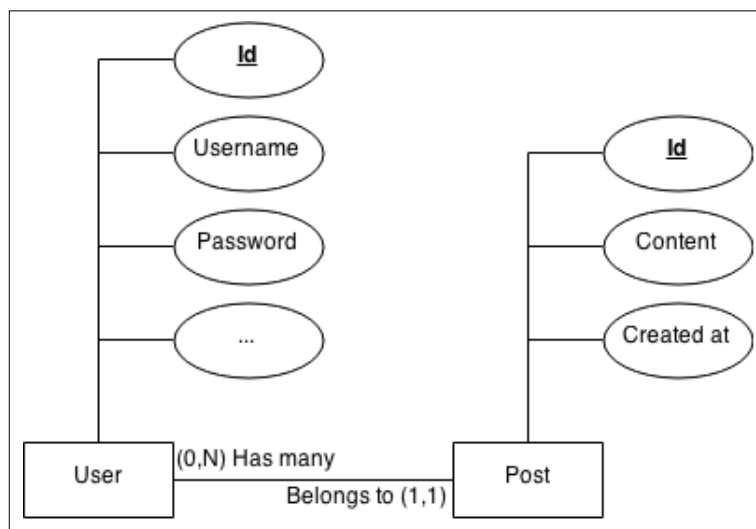 Id
Username
Password
...
Id
Content
Created at
User
(0,N) Has many
Belongs to (1,1)
Post